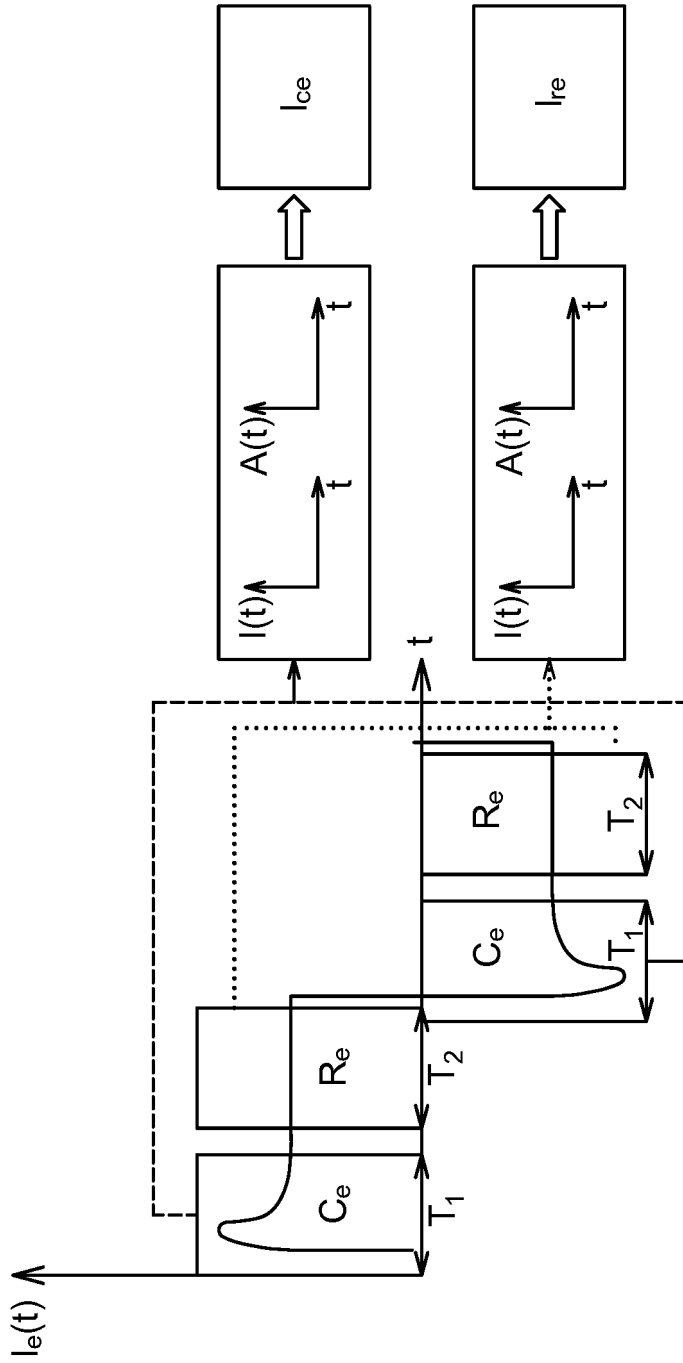 I_e(t)
C_e
R_e
T_1
T_2
C_e
R_e
T_1
T_2
t
I(t)
t
A(t)
t
I_ce
I(t)
t
A(t)
t
I_re